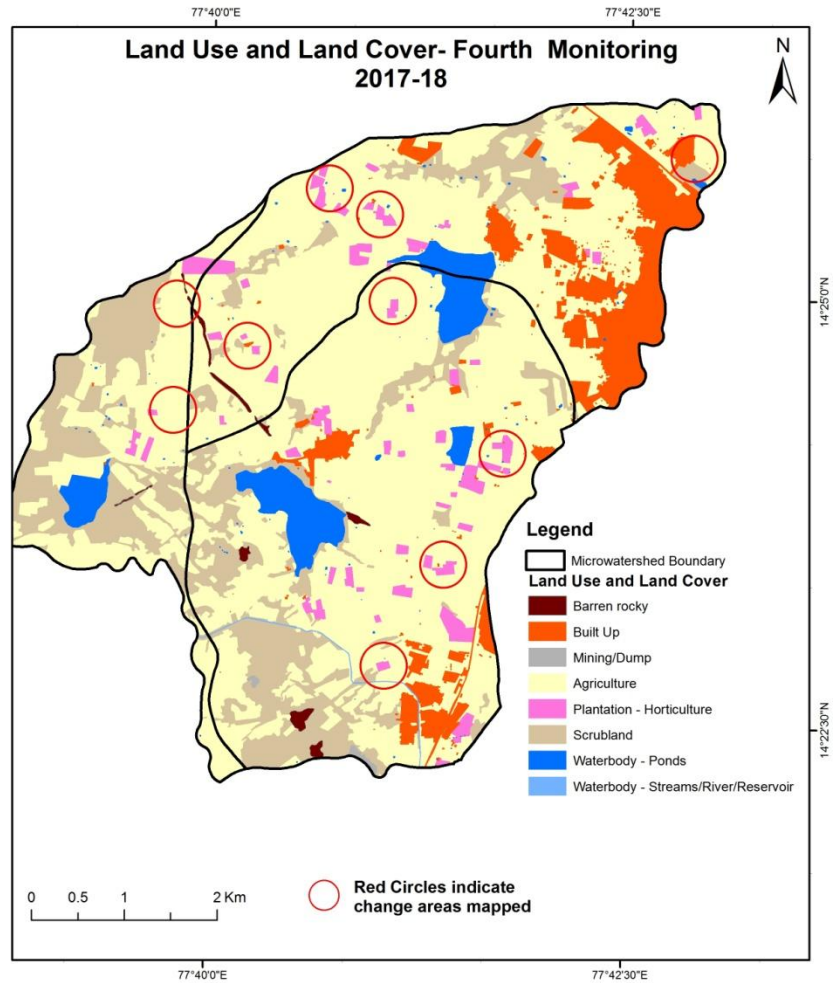 77°40'0"E
77°42'30"E
Land Use and Land Cover- Fourth Monitoring
2017-18
N
14°25'0"N
14°22'30"N
Legend
Microwatershed Boundary
Land Use and Land Cover
Barren rocky
Built Up
Mining/Dump
Agriculture
Plantation - Horticulture
Scrubland
Waterbody - Ponds
Waterbody - Streams/River/Reservoir
0 0.5 1 2 Km
Red Circles indicate
change areas mapped
77°40'0"E
77°42'30"E